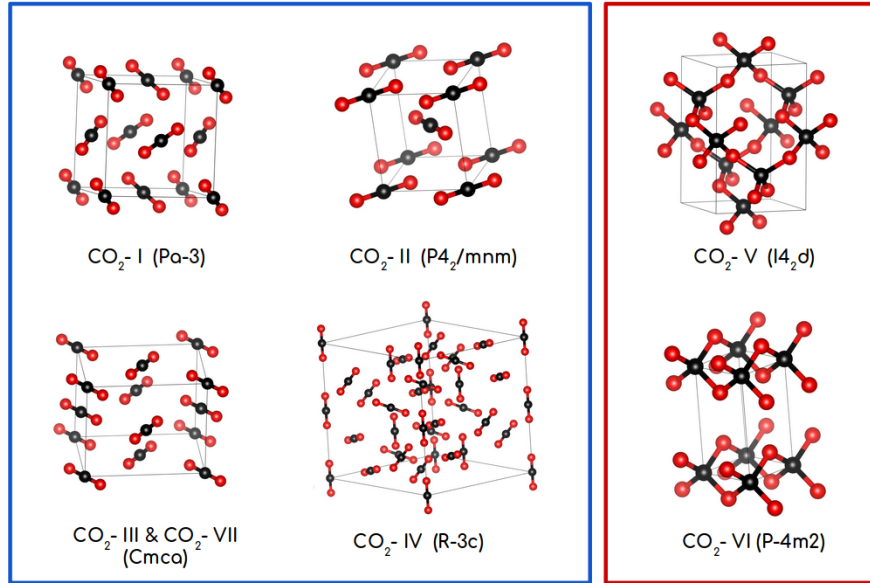 CO₂- I (Pa-3)
CO₂- II (P4₂/mnm)
CO₂- V (I4₂d)
CO₂- III & CO₂- VII
(Cmca)
CO₂- IV (R-3c)
CO₂- VI (P-4m2)